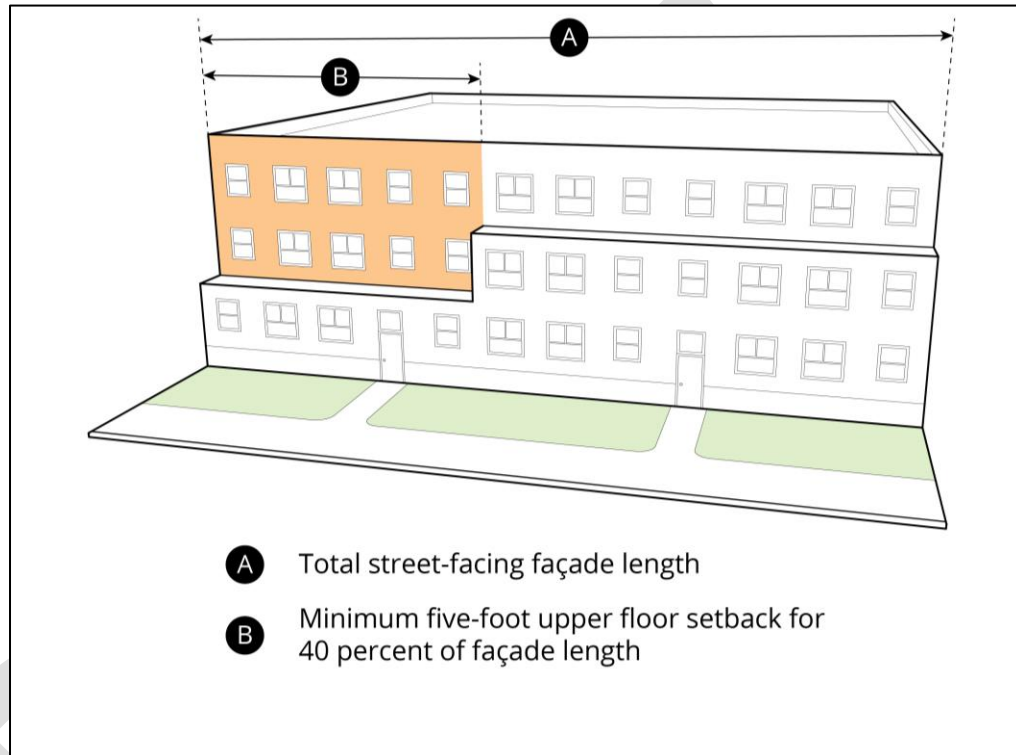 A
B
A Total street-facing façade length
B Minimum five-foot upper floor setback for
40 percent of façade length